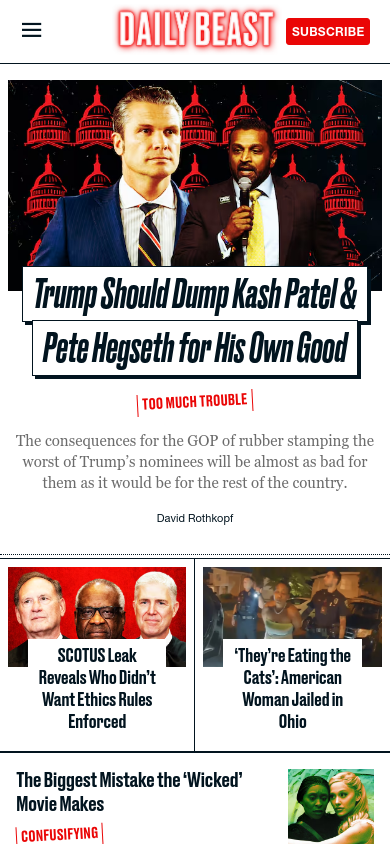 DAILY BEAST
SUBSCRIBE
Trump Should Dump Kash Patel &
Pete Hegseth for His Own Good
TOO MUCH TROUBLE
The consequences for the GOP of rubber stamping the
worst of Trump’s nominees will be almost as bad for
them as it would be for the rest of the country.
David Rothkopf
SCOTUS Leak
Reveals Who Didn’t
Want Ethics Rules
Enforced
‘They’re Eating the
Cats’: American
Woman Jailed in
Ohio
The Biggest Mistake the ‘Wicked’
Movie Makes
CONFUSIFYING